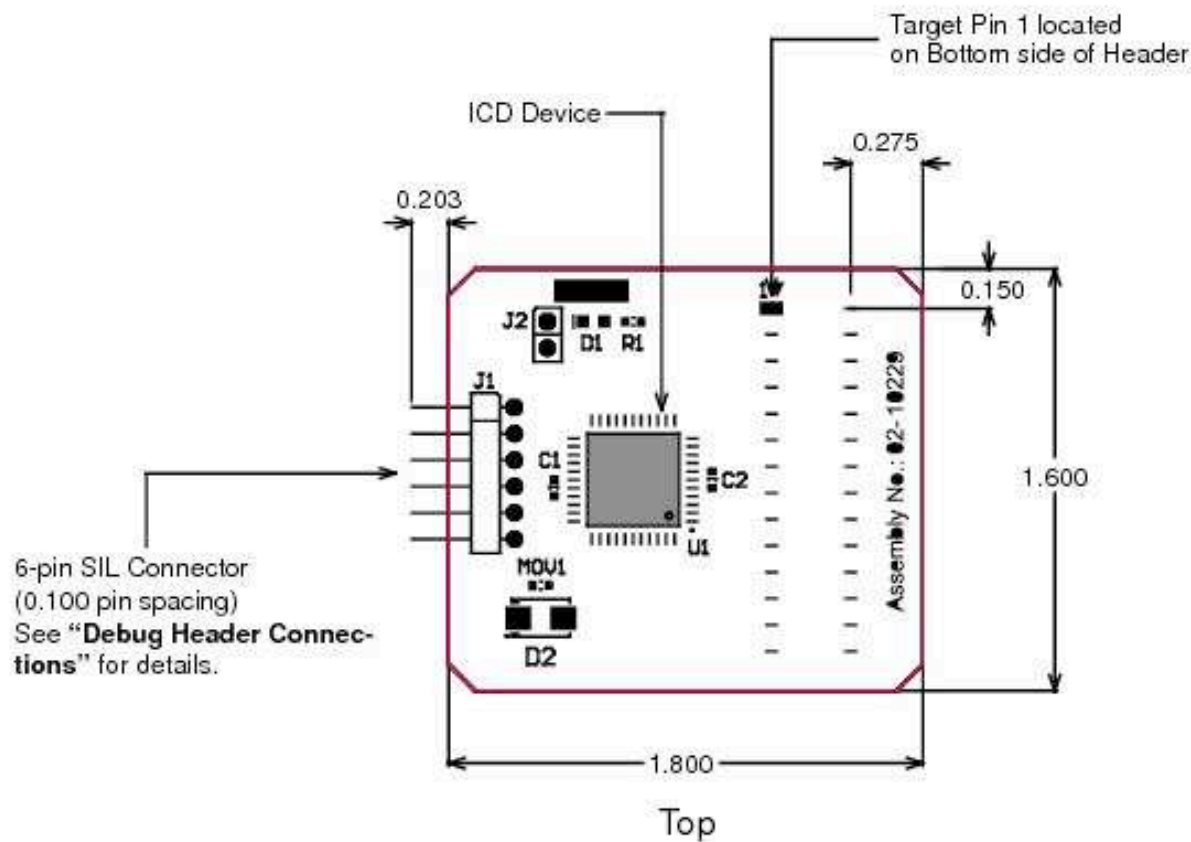 Target Pin 1 located
on Bottom side of Header
ICD Device
0.275
0.203
0.150
J2
D1 R1
J1
C1
C2
U1
MOV1
D2
Assembly No.: 02-10229
1.600
6-pin SIL Connector
(0.100 pin spacing)
See “Debug Header Connec-
tions” for details.
1.800
Top